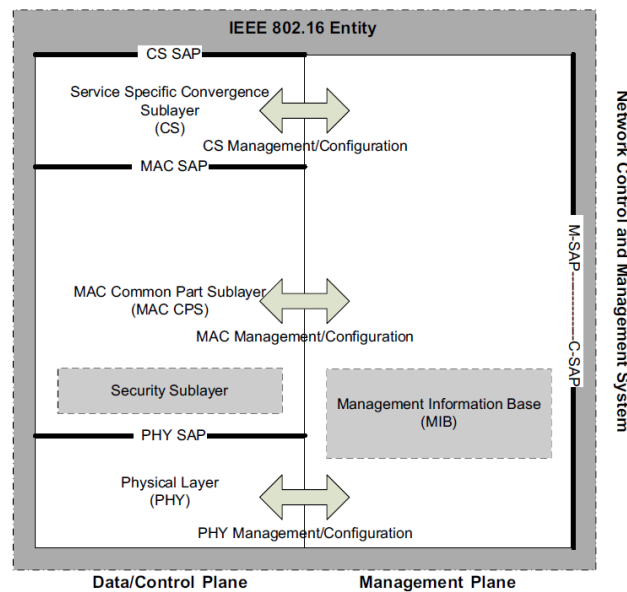 IEEE 802.16 Entity
CS SAP
Service Specific Convergence
Sublayer
(CS)
CS Management/Configuration
MAC SAP
MAC Common Part Sublayer
(MAC CPS)
MAC Management/Configuration
Security Sublayer
Management Information Base
(MIB)
PHY SAP
Physical Layer
(PHY)
PHY Management/Configuration
M-SAP------------C-SAP
Network Control and Management System
Data/Control Plane
Management Plane